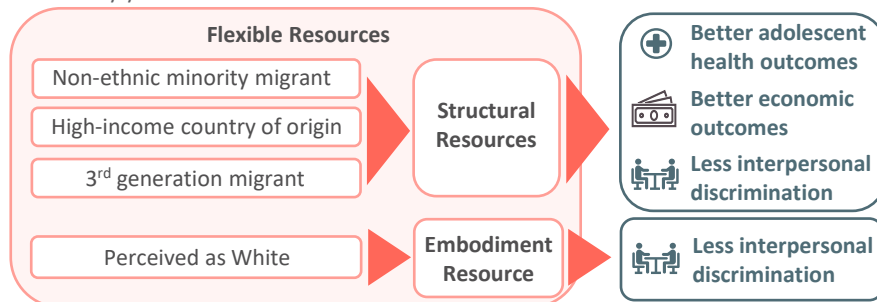 Flexible Resources
Non-ethnic minority migrant
High-income country of origin
3rd generation migrant
Structural
Resources
Better adolescent
health outcomes
Better economic
outcomes
Less interpersonal
discrimination
Perceived as White
Embodiment
Resource
Less interpersonal
discrimination